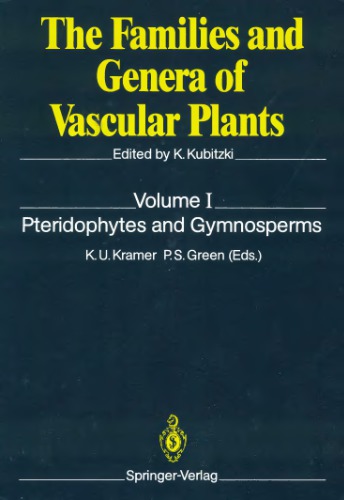 The Families and
Genera of
Vascular Plants
Edited by K. Kubitzki
Volume I
Pteridophytes and Gymnosperms
K. U. Kramer P. S. Green (Eds.)
Springer-Verlag